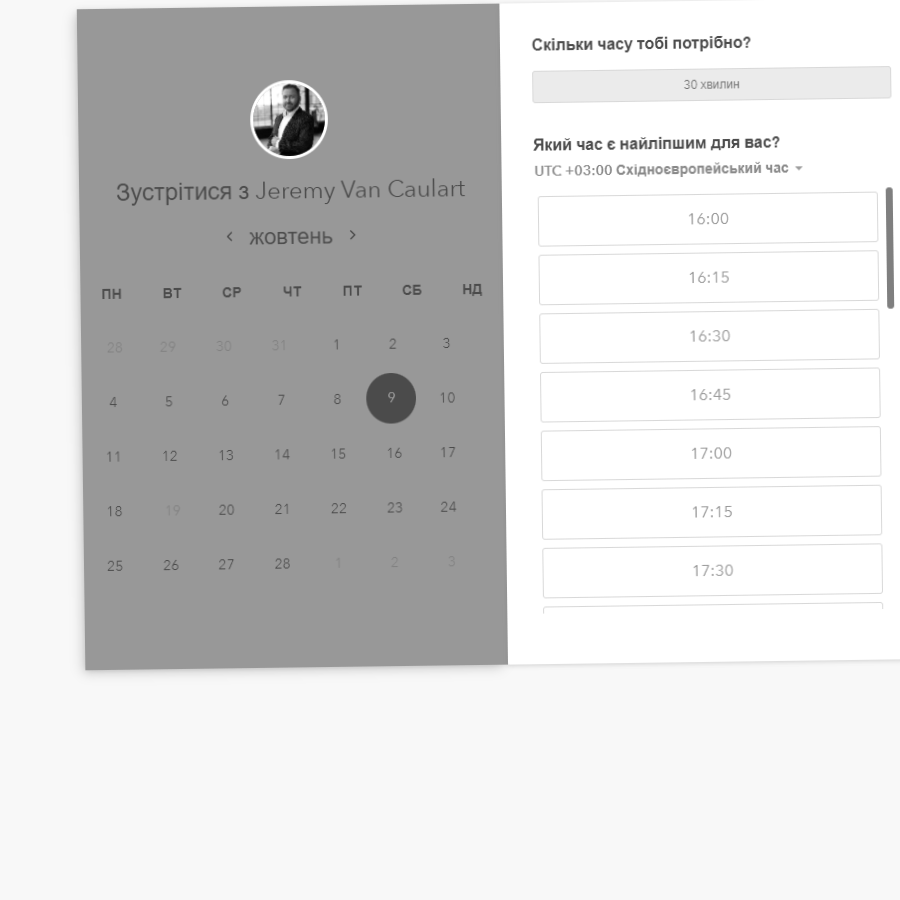 Зустрітися з Jeremy Van Caulart
жовтень
ПН ВТ СР ЧТ ПТ СБ НД
28 29 30 31 1 2 3
4 5 6 7 8 9 10
11 12 13 14 15 16 17
18 19 20 21 22 23 24
25 26 27 28 1 2 3
Скільки часу тобі потрібно?
30 хвилин
Який час є найліпшим для вас?
UTC +03:00 Східноєвропейський час
16:00
16:15
16:30
16:45
17:00
17:15
17:30